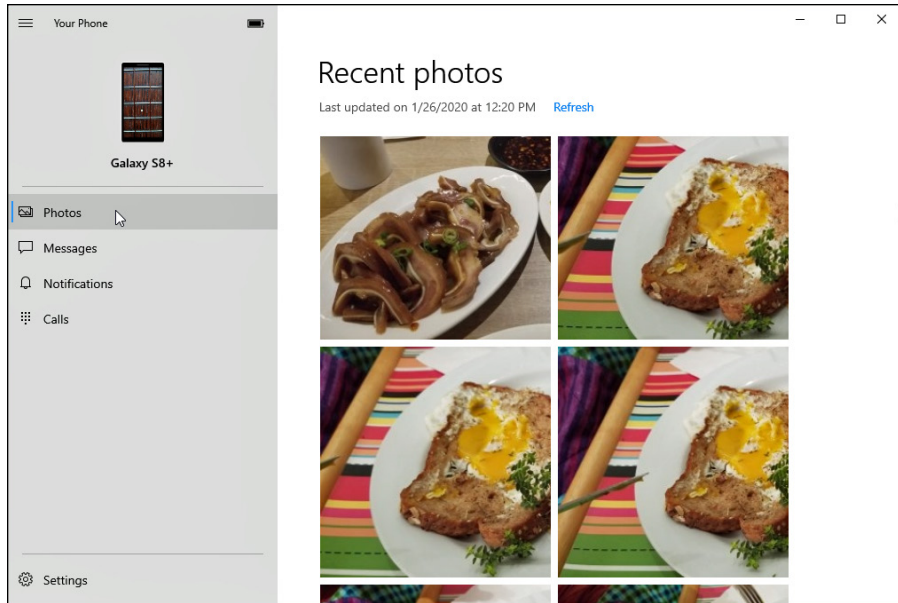 Your Phone
Galaxy S8+
Photos
Messages
Notifications
Calls
Settings
Recent photos
Last updated on 1/26/2020 at 12:20 PM Refresh